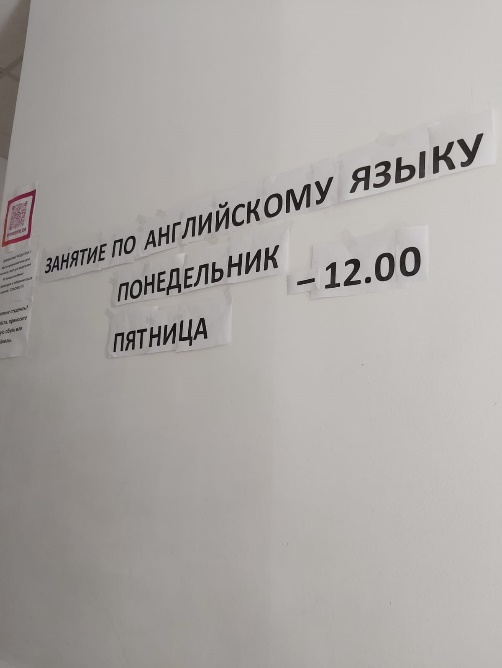 ЗАНЯТИЕ ПО АНГЛИЙСКОМУ ЯЗЫКУ
ПОНЕДЕЛЬНИК – 12.00
ПЯТНИЦА